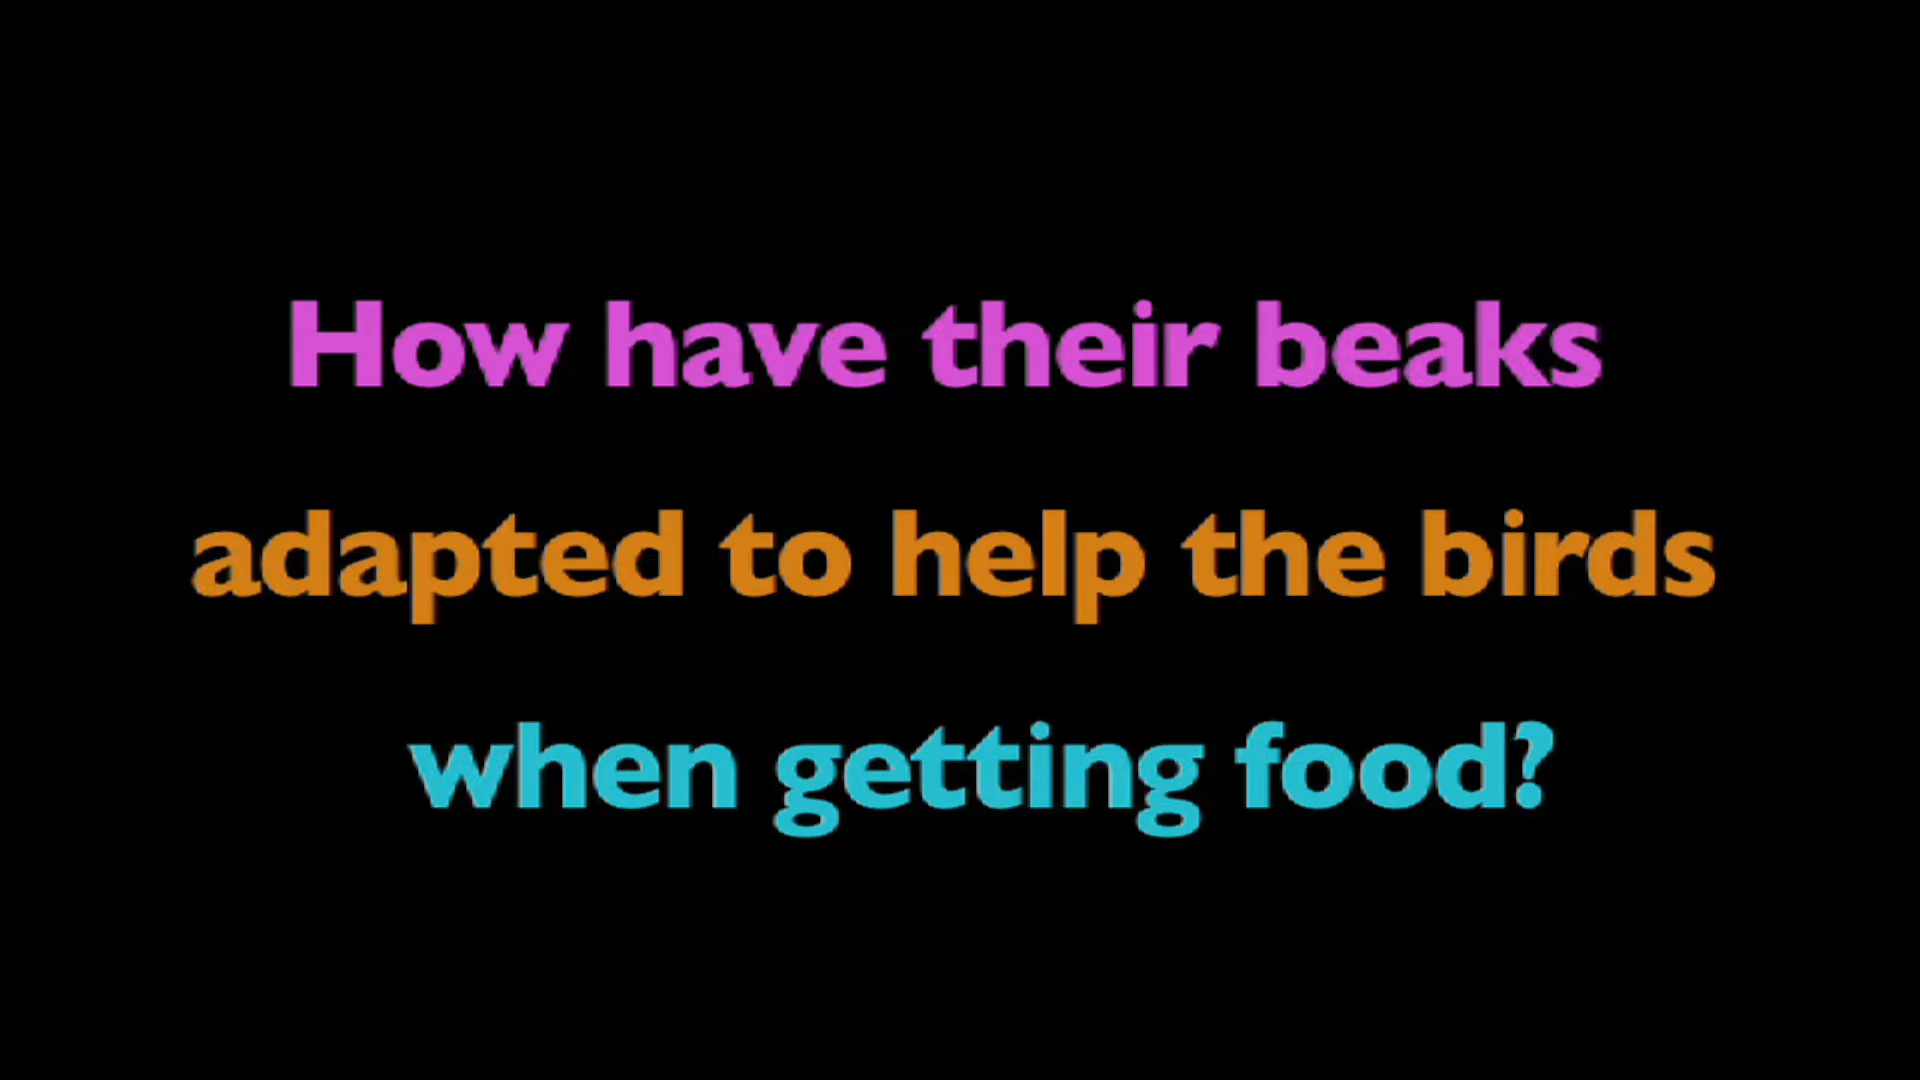 How have their beaks
adapted to help the birds
when getting food?